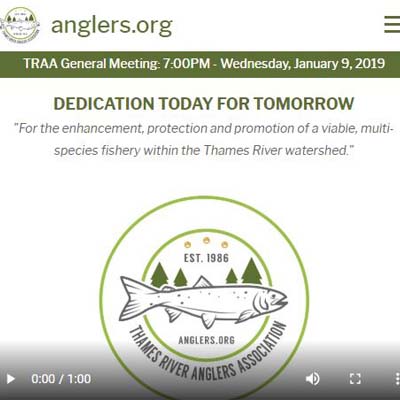 anglers.org
TRAA General Meeting: 7:00PM - Wednesday, January 9, 2019
DEDICATION TODAY FOR TOMORROW
"For the enhancement, protection and promotion of a viable, multi-
species fishery within the Thames River watershed."
EST. 1986
ANGLERS.ORG
THAMES RIVER ANGLERS ASSOCIATION
0:00 / 1:00